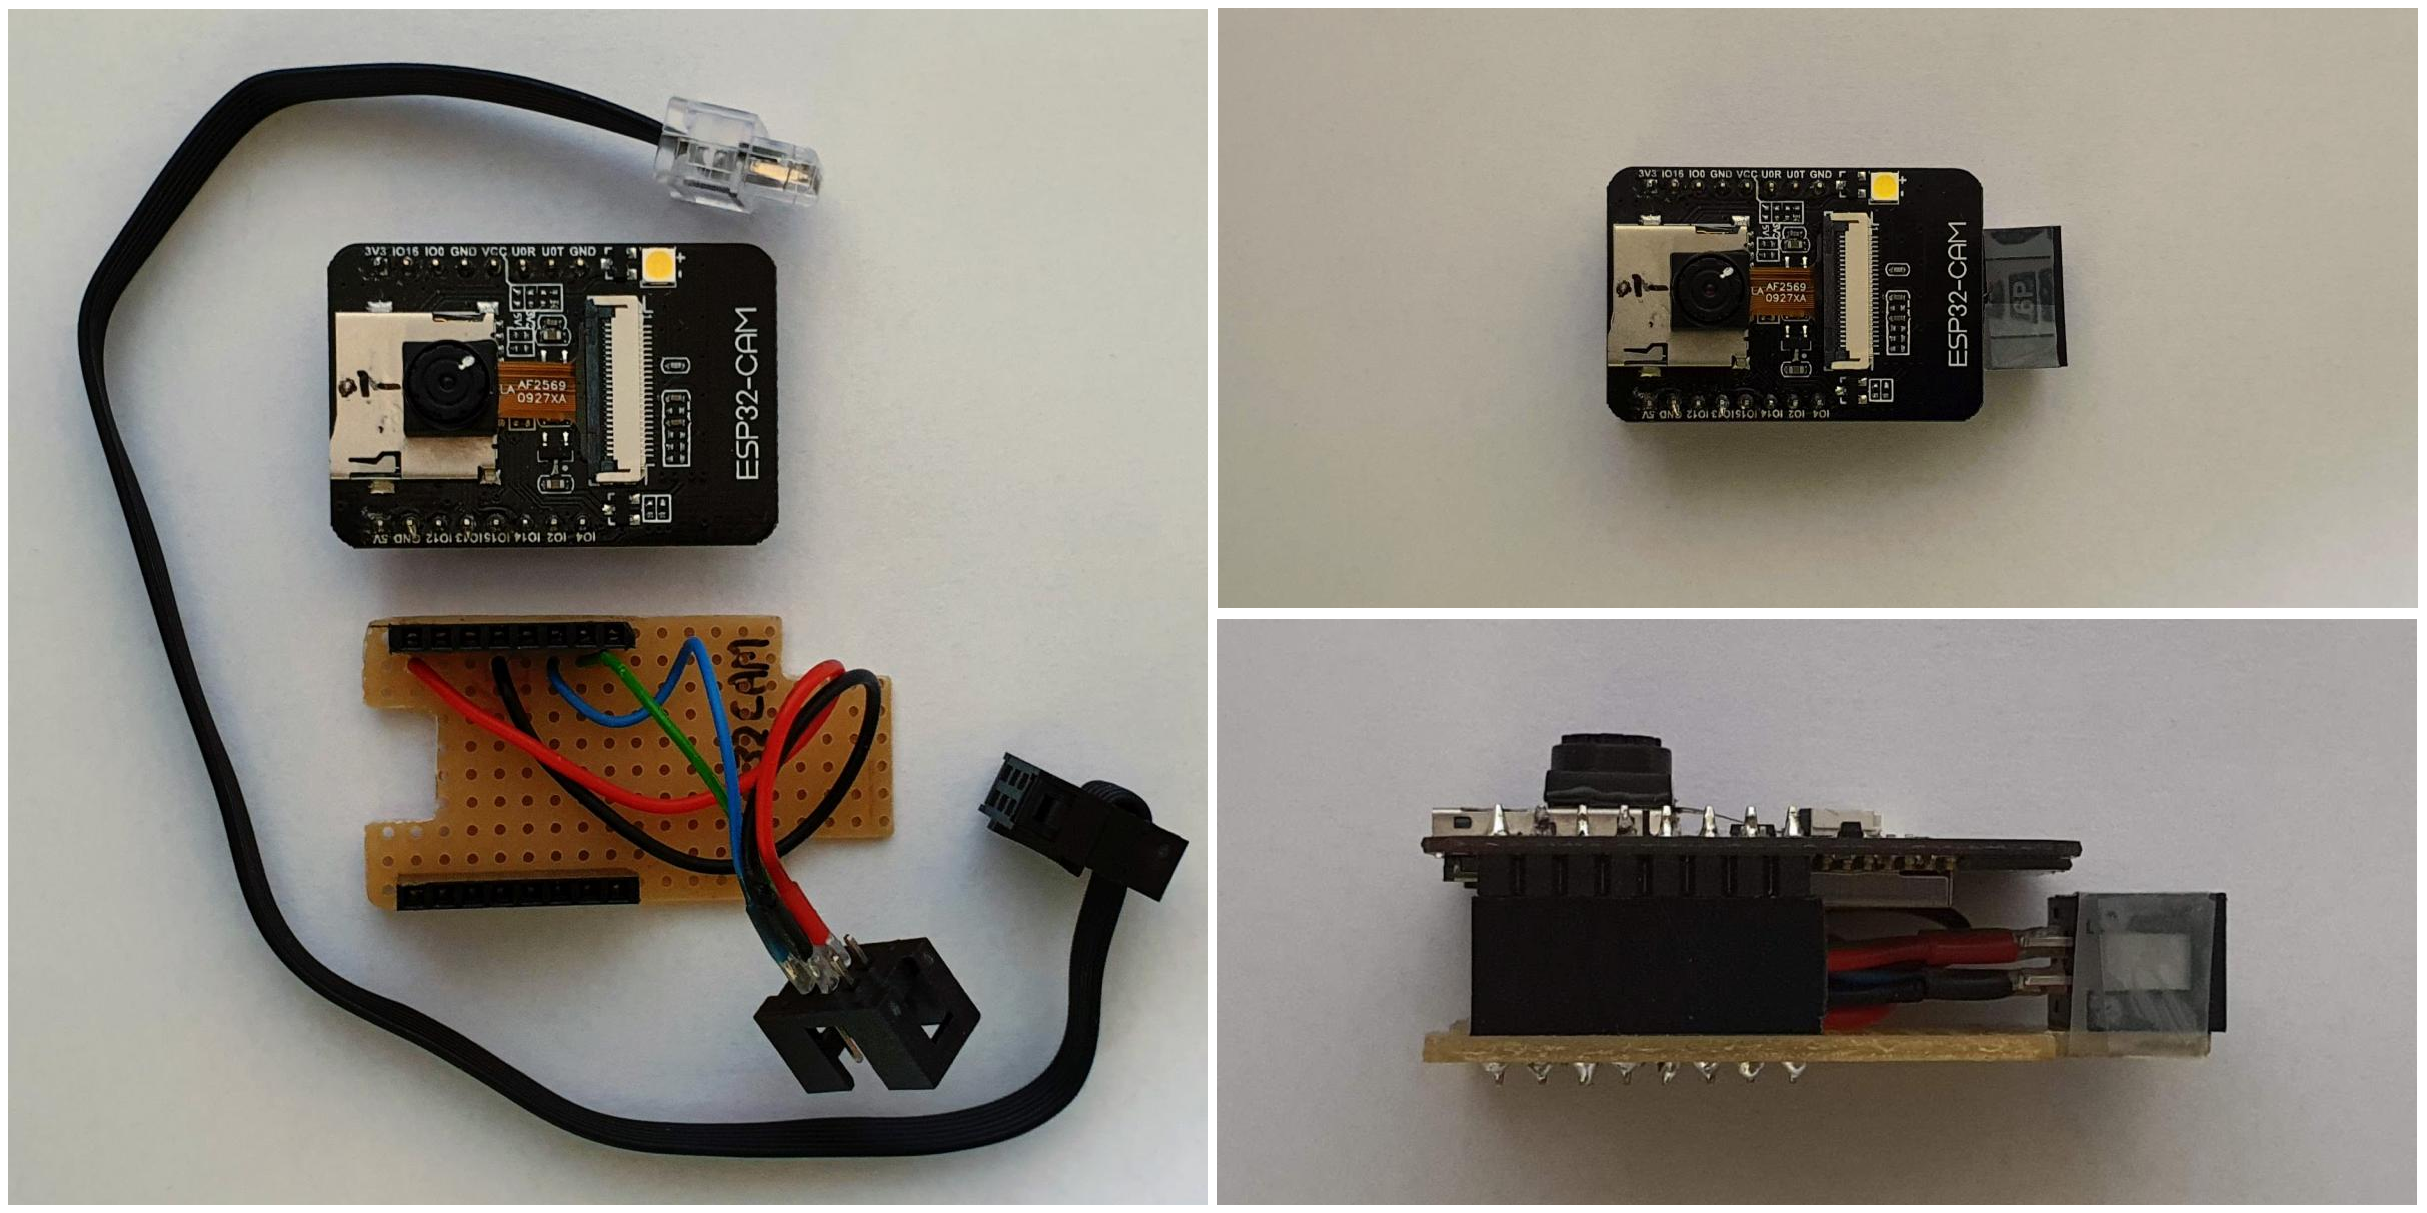 3V3 IO16 IO0 GND VCC U0R U0T GND
LA AF2569
0927XA
ESP32-CAM
5V GND IO12 IO13 IO15 IO14 IO2 IO4
32CAM
3V3 IO16 IO0 GND VCC U0R U0T GND
LA AF2569
0927XA
ESP32-CAM
6P
5V GND IO12 IO13 IO15 IO14 IO2 IO4